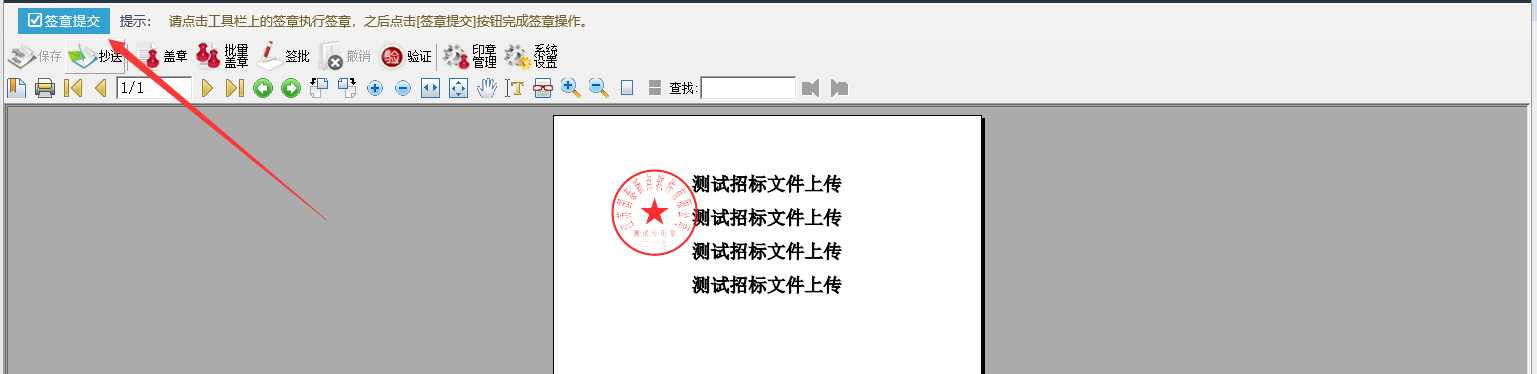 签章提交 提示： 请点击工具栏上的签章执行签章，之后点击[签章提交]按钮完成签章操作。
保存 抄送 盖章 批量盖章 签批 撤销 验证 印章管理 系统设置
1/1 查找:
测试招标文件上传
测试招标文件上传
测试招标文件上传
测试招标文件上传
测试专用章
二二九